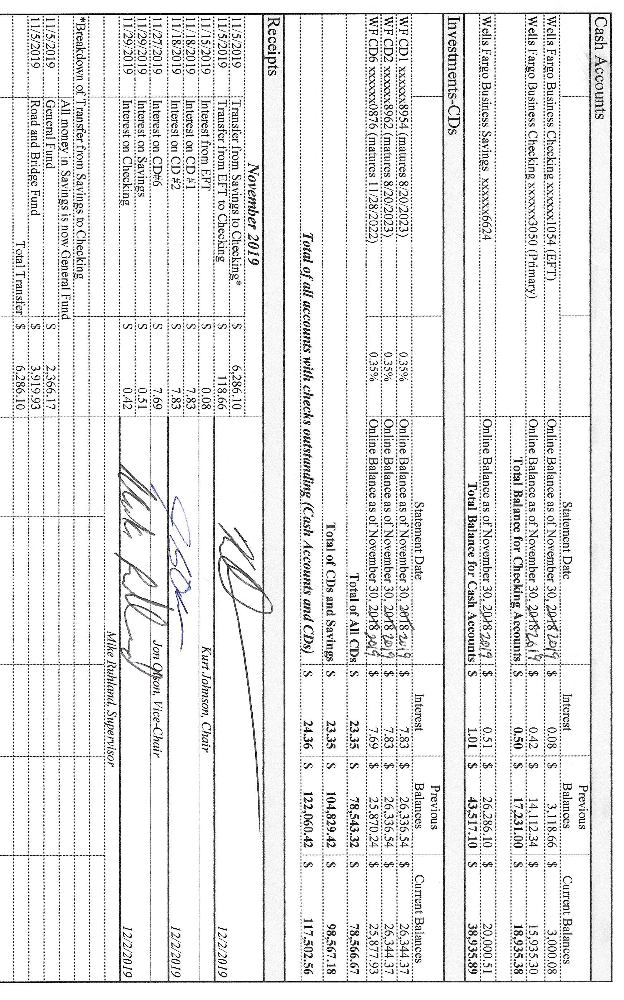 Cash Accounts
Statement Date Interest Previous Balances Current Balances
Wells Fargo Business Checking xxxxxx1054 (EFT) Online Balance as of November 30, 2018 2019 $ 0.08 $ 3,118.66 $ 3,000.08
Wells Fargo Business Checking xxxxxx3050 (Primary) Online Balance as of November 30, 2018 2019 $ 0.42 $ 14,112.34 $ 15,935.30
Total Balance for Checking Accounts $ 0.50 $ 17,231.00 $ 18,935.38
Wells Fargo Business Savings xxxxxx6624 Online Balance as of November 30, 2018 2019 $ 0.51 $ 26,286.10 $ 20,000.51
Total Balance for Cash Accounts $ 1.01 $ 43,517.10 $ 38,935.89
Investments-CDs
Statement Date Interest Previous Balances Current Balances
WF CD1 xxxxxx8954 (matures 8/20/2023) 0.35% Online Balance as of November 30, 2018 2019 $ 7.83 $ 26,336.54 $ 26,344.37
WF CD2 xxxxxx8962 (matures 8/20/2023) 0.35% Online Balance as of November 30, 2018 2019 $ 7.83 $ 26,336.54 $ 26,344.37
WF CD6 xxxxxx0876 (matures 11/28/2022) 0.35% Online Balance as of November 30, 2018 2019 $ 7.69 $ 25,870.24 $ 25,877.93
Total of All CDs $ 23.35 $ 78,543.32 $ 78,566.67
Total of CDs and Savings $ 23.35 $ 104,829.42 $ 98,567.18
Total of all accounts with checks outstanding (Cash Accounts and CDs) $ 24.36 $ 122,060.42 $ 117,502.56
Receipts
November 2019
11/5/2019 Transfer from Savings to Checking* $ 6,286.10
11/5/2019 Transfer from EFT to Checking $ 118.66 12/2/2019
11/15/2019 Interest from EFT $ 0.08 Kurt Johnson, Chair
11/18/2019 Interest on CD #1 $ 7.83
11/18/2019 Interest on CD #2 $ 7.83 12/2/2019
11/27/2019 Interest on CD#6 $ 7.69 Jon Olson, Vice-Chair
11/29/2019 Interest on Savings $ 0.51
11/29/2019 Interest on Checking $ 0.42 12/2/2019
Mike Ruhland, Supervisor
*Breakdown of Transfer from Savings to Checking
All money in Savings is now General Fund
11/5/2019 General Fund $ 2,366.17
11/5/2019 Road and Bridge Fund $ 3,919.93
Total Transfer $ 6,286.10